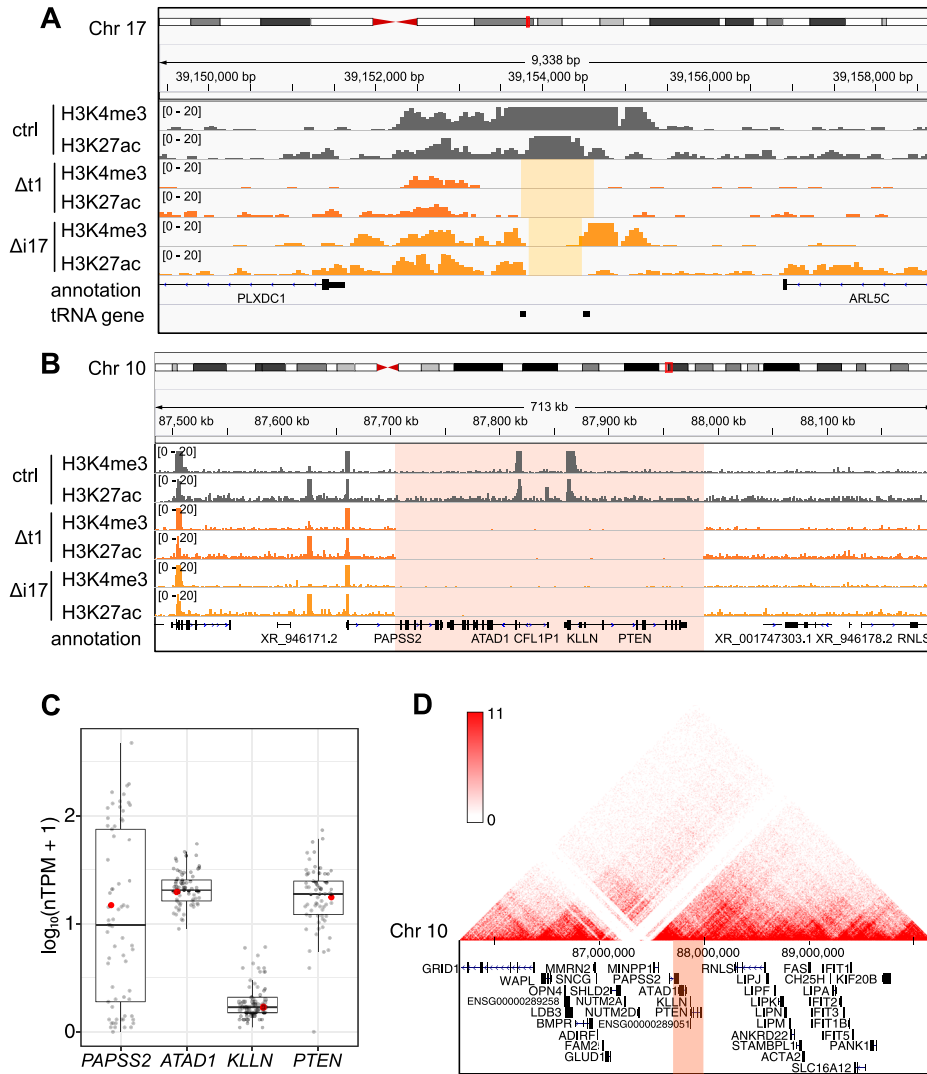 A
Chr 17
9,338 bp
39,150,000 bp 39,152,000 bp 39,154,000 bp 39,156,000 bp 39,158,000 bp
ctrl
H3K4me3 [0 - 20]
H3K27ac [0 - 20]
Δt1
H3K4me3 [0 - 20]
H3K27ac [0 - 20]
Δi17
H3K4me3 [0 - 20]
H3K27ac [0 - 20]
annotation
PLXDC1 ARL5C
tRNA gene
B
Chr 10
713 kb
87,500 kb 87,600 kb 87,700 kb 87,800 kb 87,900 kb 88,000 kb 88,100 kb
ctrl
H3K4me3 [0 - 20]
H3K27ac [0 - 20]
Δt1
H3K4me3 [0 - 20]
H3K27ac [0 - 20]
Δi17
H3K4me3 [0 - 20]
H3K27ac [0 - 20]
annotation
XR_946171.2 PAPSS2 ATAD1 CFL1P1 KLLN PTEN XR_001747303.1 XR_946178.2 RNLS
C
log₁₀(nTPM + 1)
2
1
0
PAPSS2 ATAD1 KLLN PTEN
D
11
0
Chr 10
87,000,000 88,000,000 89,000,000
GRID1 MMRN2 MINPP1 RNLS FAS IFIT1
WAPL SNCG PAPSS2 LIPJ CH25H KIF20B
OPN4 SHLD2 ATAD1 LIPF LIPA
ENSG00000289258 NUTM2A KLLN LIPK IFIT2
LDB3 NUTM2D PTEN LIPN IFIT3
BMPR ENSG00000289051 LIPM IFIT1B
ADIRF ANKRD22 IFIT5
FAM2 STAMBPL1 PANK1
GLUD1 ACTA2
SLC16A12